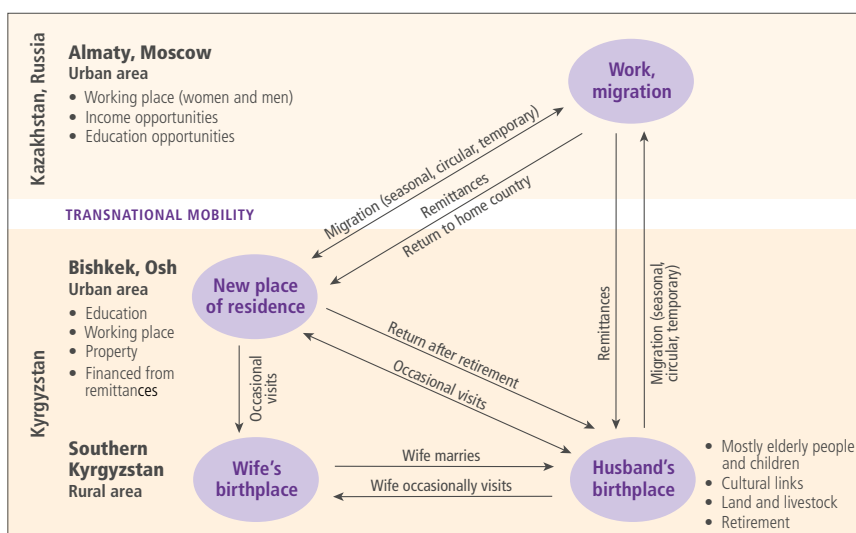 Kazakhstan, Russia
Almaty, Moscow
Urban area
• Working place (women and men)
• Income opportunities
• Education opportunities
Work,
migration
Migration (seasonal, circular, temporary)
Remittances
Return to home country
TRANSNATIONAL MOBILITY
Kyrgyzstan
Bishkek, Osh
Urban area
• Education
• Working place
• Property
• Financed from
remittances
New place
of residence
Remittances
Migration (seasonal,
circular, temporary)
Return after retirement
Occasional visits
Occasional
visits
Southern
Kyrgyzstan
Rural area
Wife's
birthplace
Wife marries
Wife occasionally visits
Husband's
birthplace
• Mostly elderly people
and children
• Cultural links
• Land and livestock
• Retirement